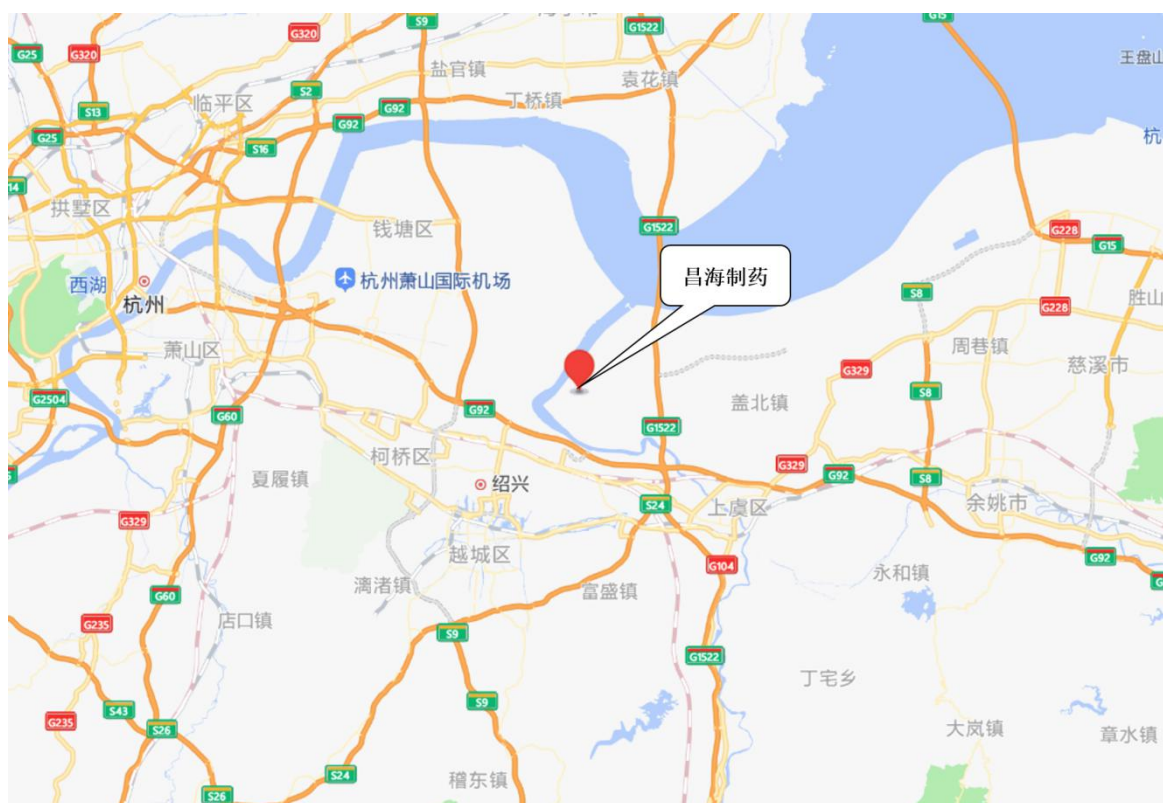 S9
G1522
G15
G320
G320
G25
盐官镇
袁花镇
王盘山
临平区
S2
丁桥镇
G92
S13
G92
G25
S16
杭
14
拱墅区
钱塘区
G1522
G228
G15
西湖
杭州萧山国际机场
昌海制药
杭州
S8
胜山
G228
萧山区
周巷镇
慈溪市
G329
G2504
G60
G92
盖北镇
S8
G1522
柯桥区
夏履镇
G329
G92
S8
绍兴
S24
上虞区
余姚市
G329
越城区
G92
G104
永和镇
漓渚镇
富盛镇
G60
店口镇
G235
S9
G1522
丁宅乡
S9
S43
G235
S26
大岚镇
章水镇
S24
稽东镇
S26